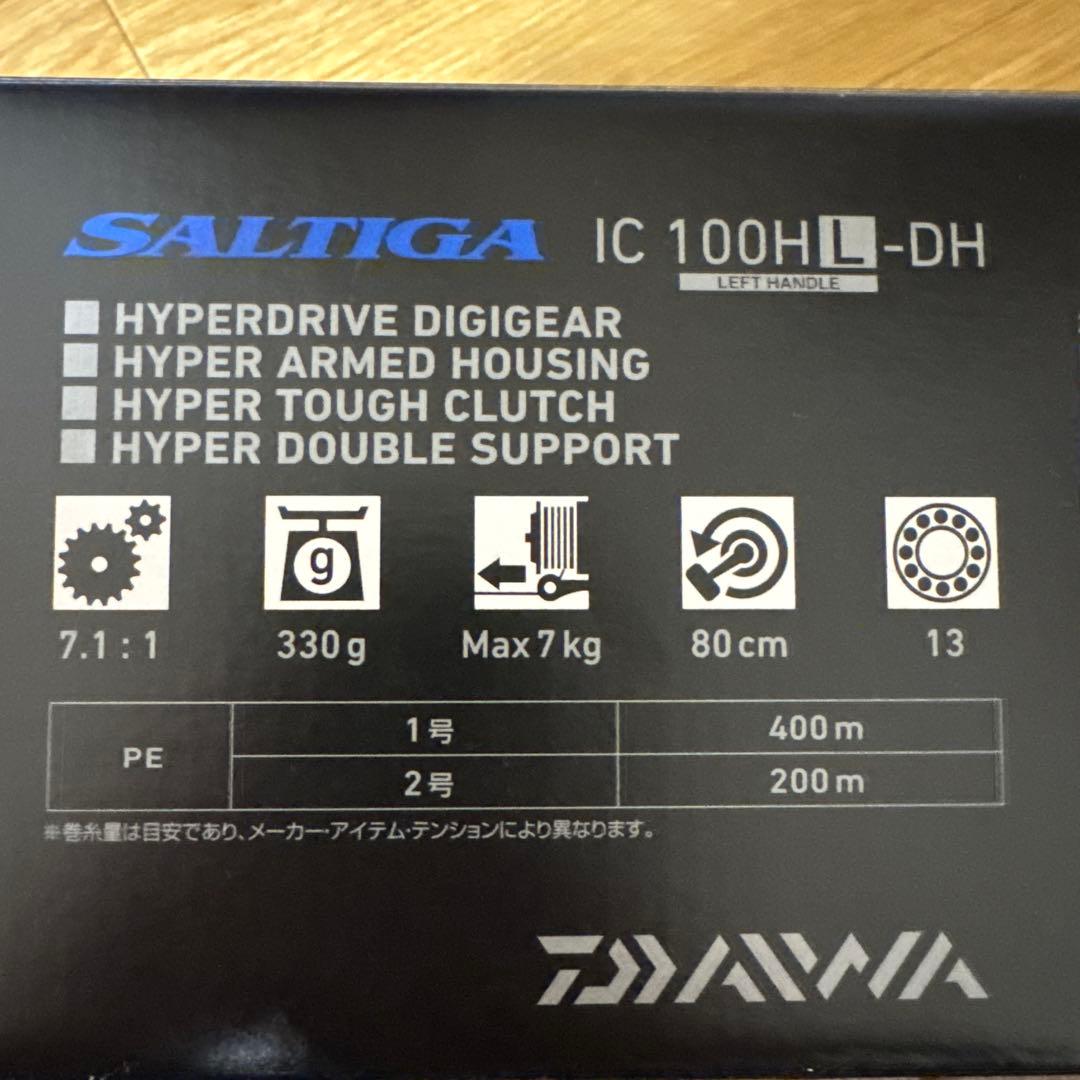 SALTIGA IC 100HL-DH
LEFT HANDLE
HYPERDRIVE DIGIGEAR
HYPER ARMED HOUSING
HYPER TOUGH CLUTCH
HYPER DOUBLE SUPPORT
g
7.1:1 330g Max7kg 80cm 13
PE 1号 400m
2号 200m
※巻糸量は目安であり、メーカー・アイテム・テンションにより異なります。
DAIWA